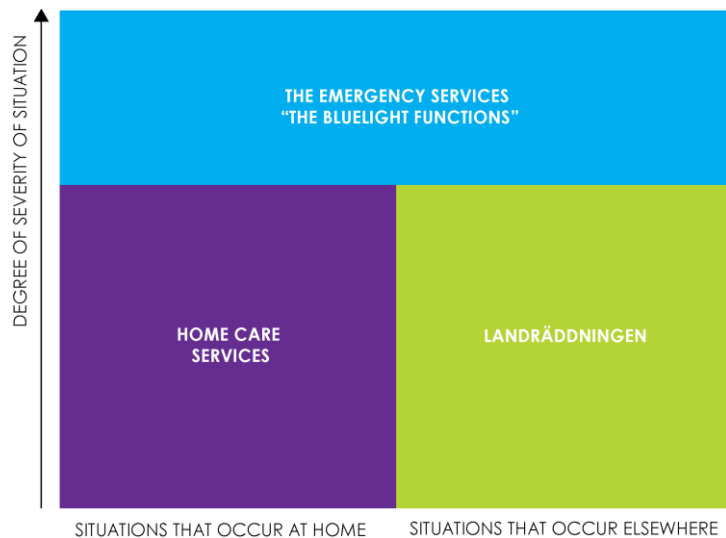 DEGREE OF SEVERITY OF SITUATION
THE EMERGENCY SERVICES
“THE BLUELIGHT FUNCTIONS”
HOME CARE
SERVICES
LANDRÄDDNINGEN
SITUATIONS THAT OCCUR AT HOME
SITUATIONS THAT OCCUR ELSEWHERE